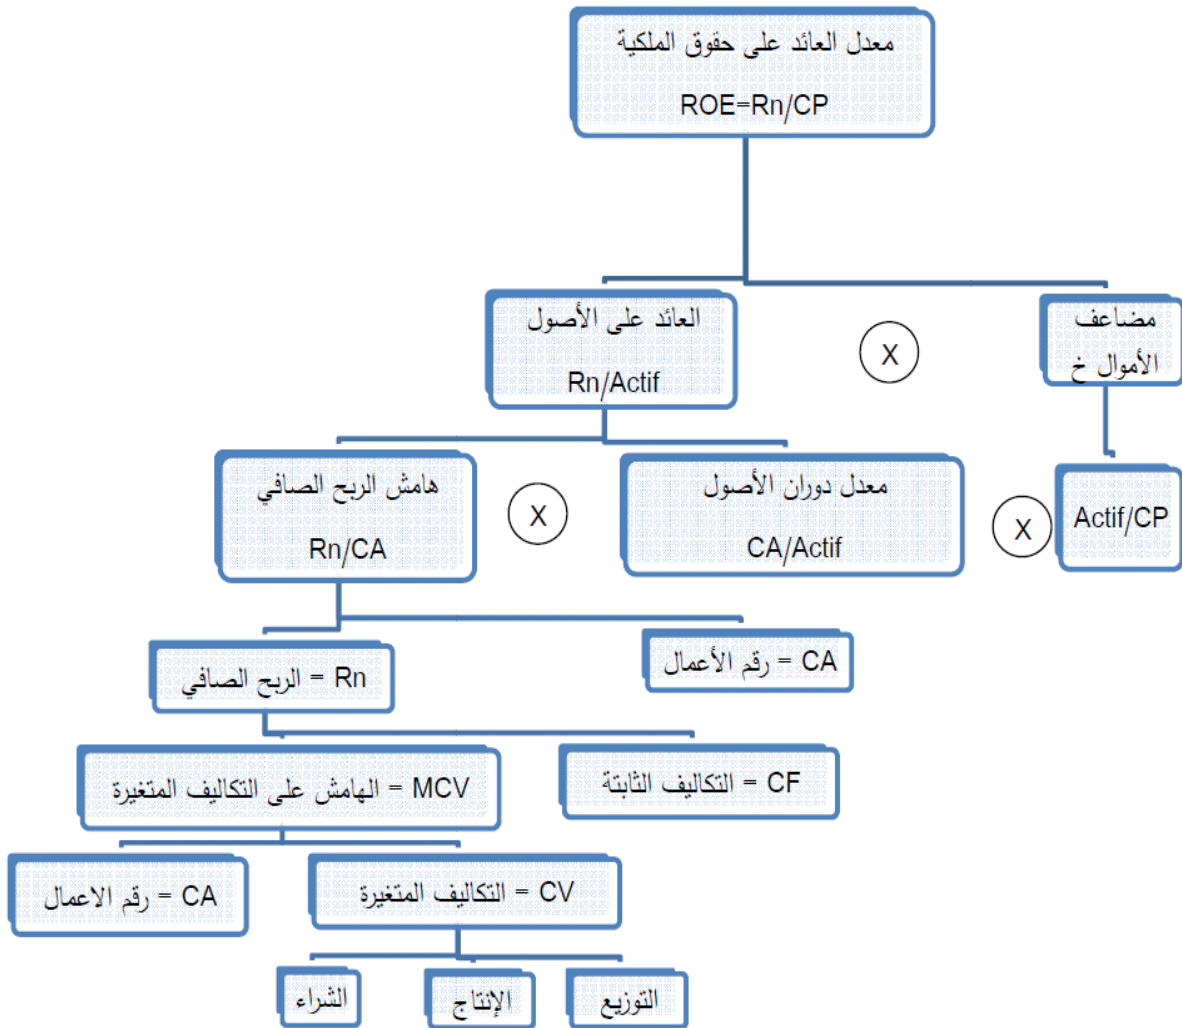 معدل العائد على حقوق الملكية
ROE=Rn/CP
العائد على الأصول
Rn/Actif
X
مضاعف
الأموال خ
هامش الربح الصافي
Rn/CA
X
معدل دوران الأصول
CA/Actif
X
Actif/CP
Rn = الربح الصافي
CA = رقم الأعمال
MCV = الهامش على التكاليف المتغيرة
CF = التكاليف الثابتة
CA = رقم الاعمال
CV = التكاليف المتغيرة
الشراء
الإنتاج
التوزيع